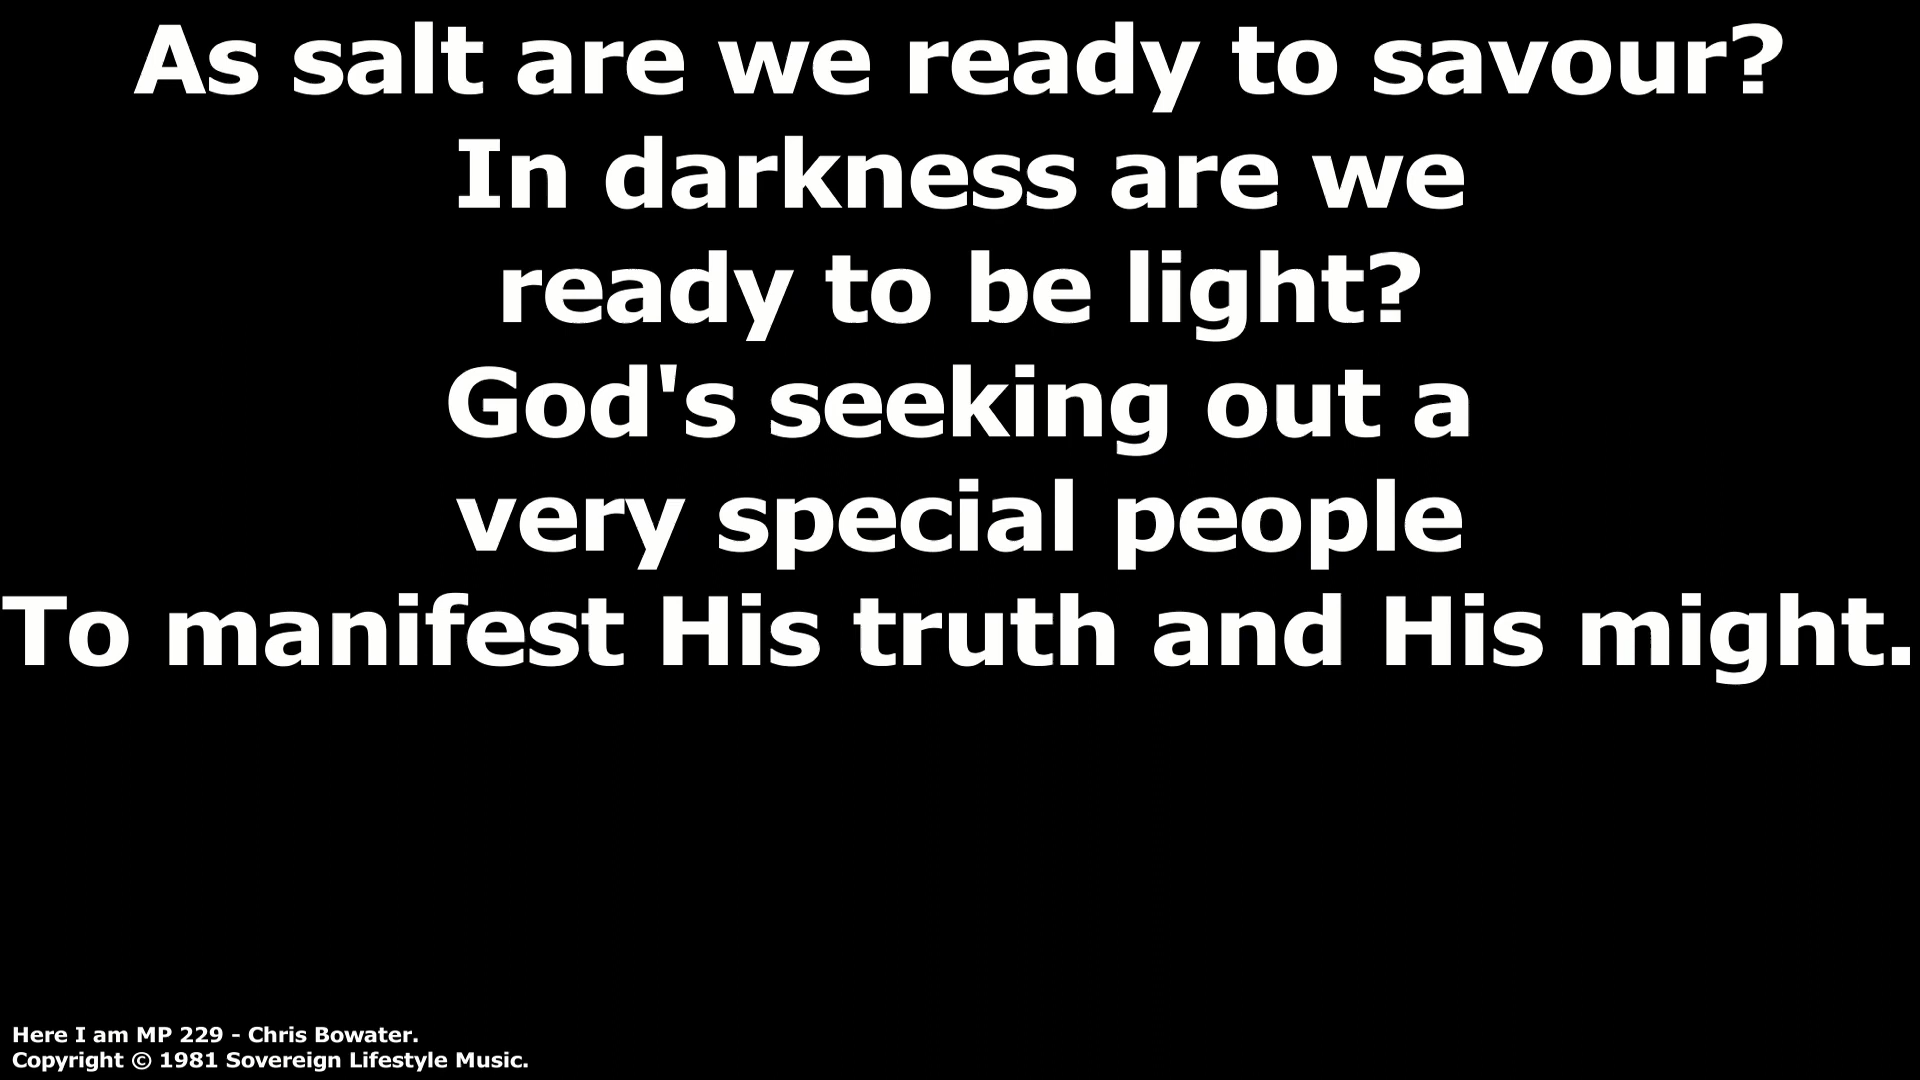 As salt are we ready to savour?
In darkness are we
ready to be light?
God's seeking out a
very special people
To manifest His truth and His might.
Here I am MP 229 - Chris Bowater.
Copyright © 1981 Sovereign Lifestyle Music.